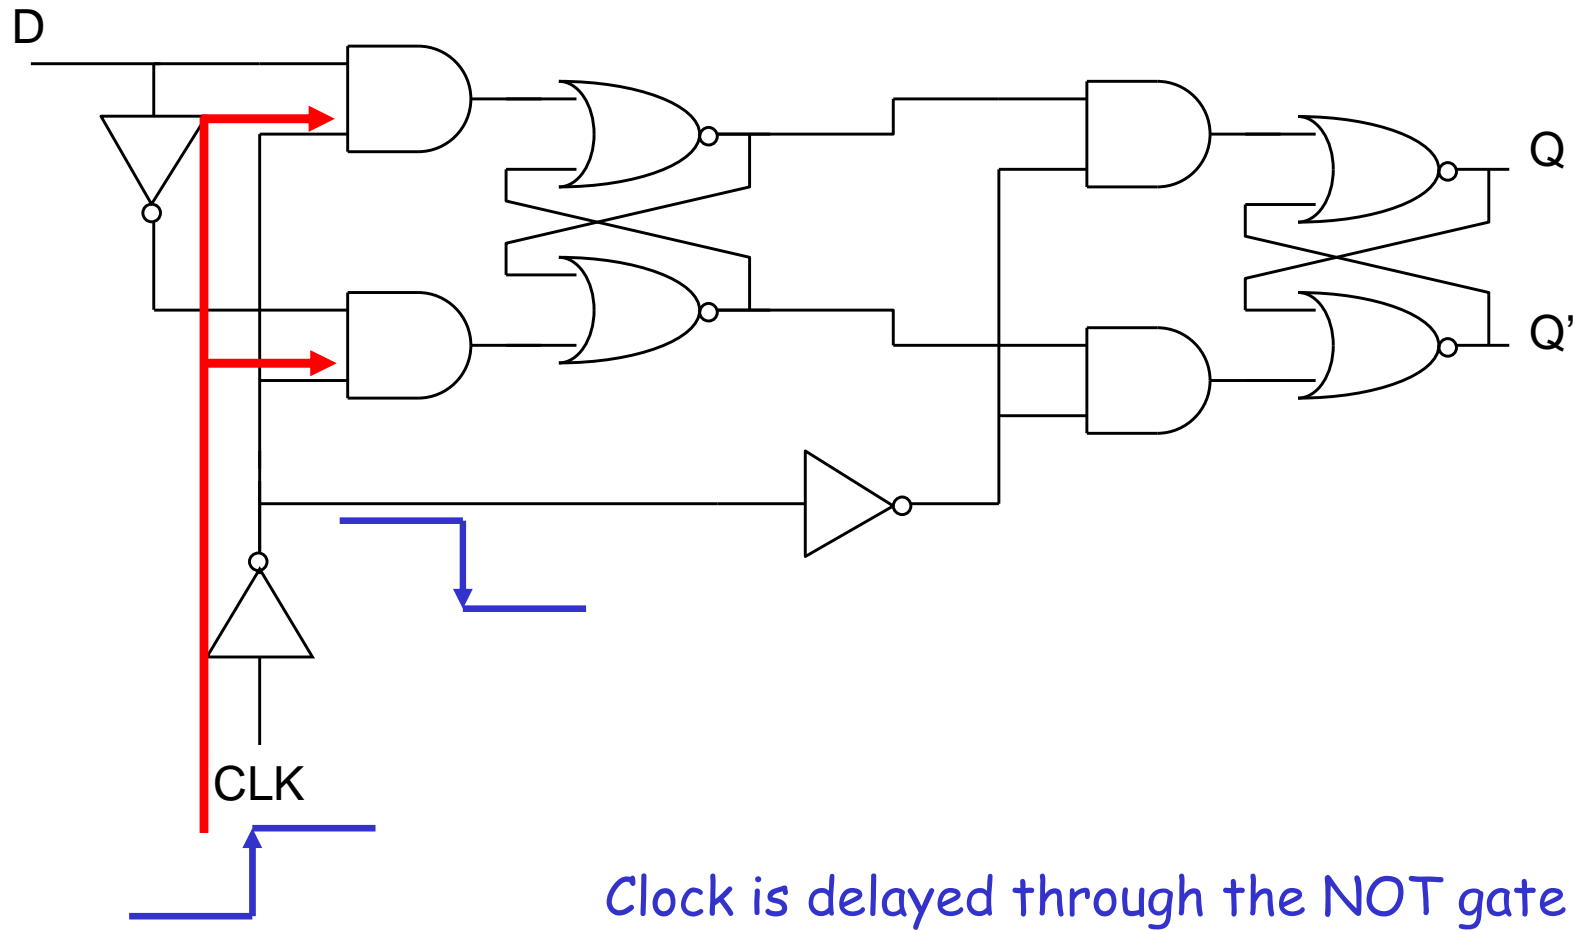 D
Q
Q’
CLK
Clock is delayed through the NOT gate